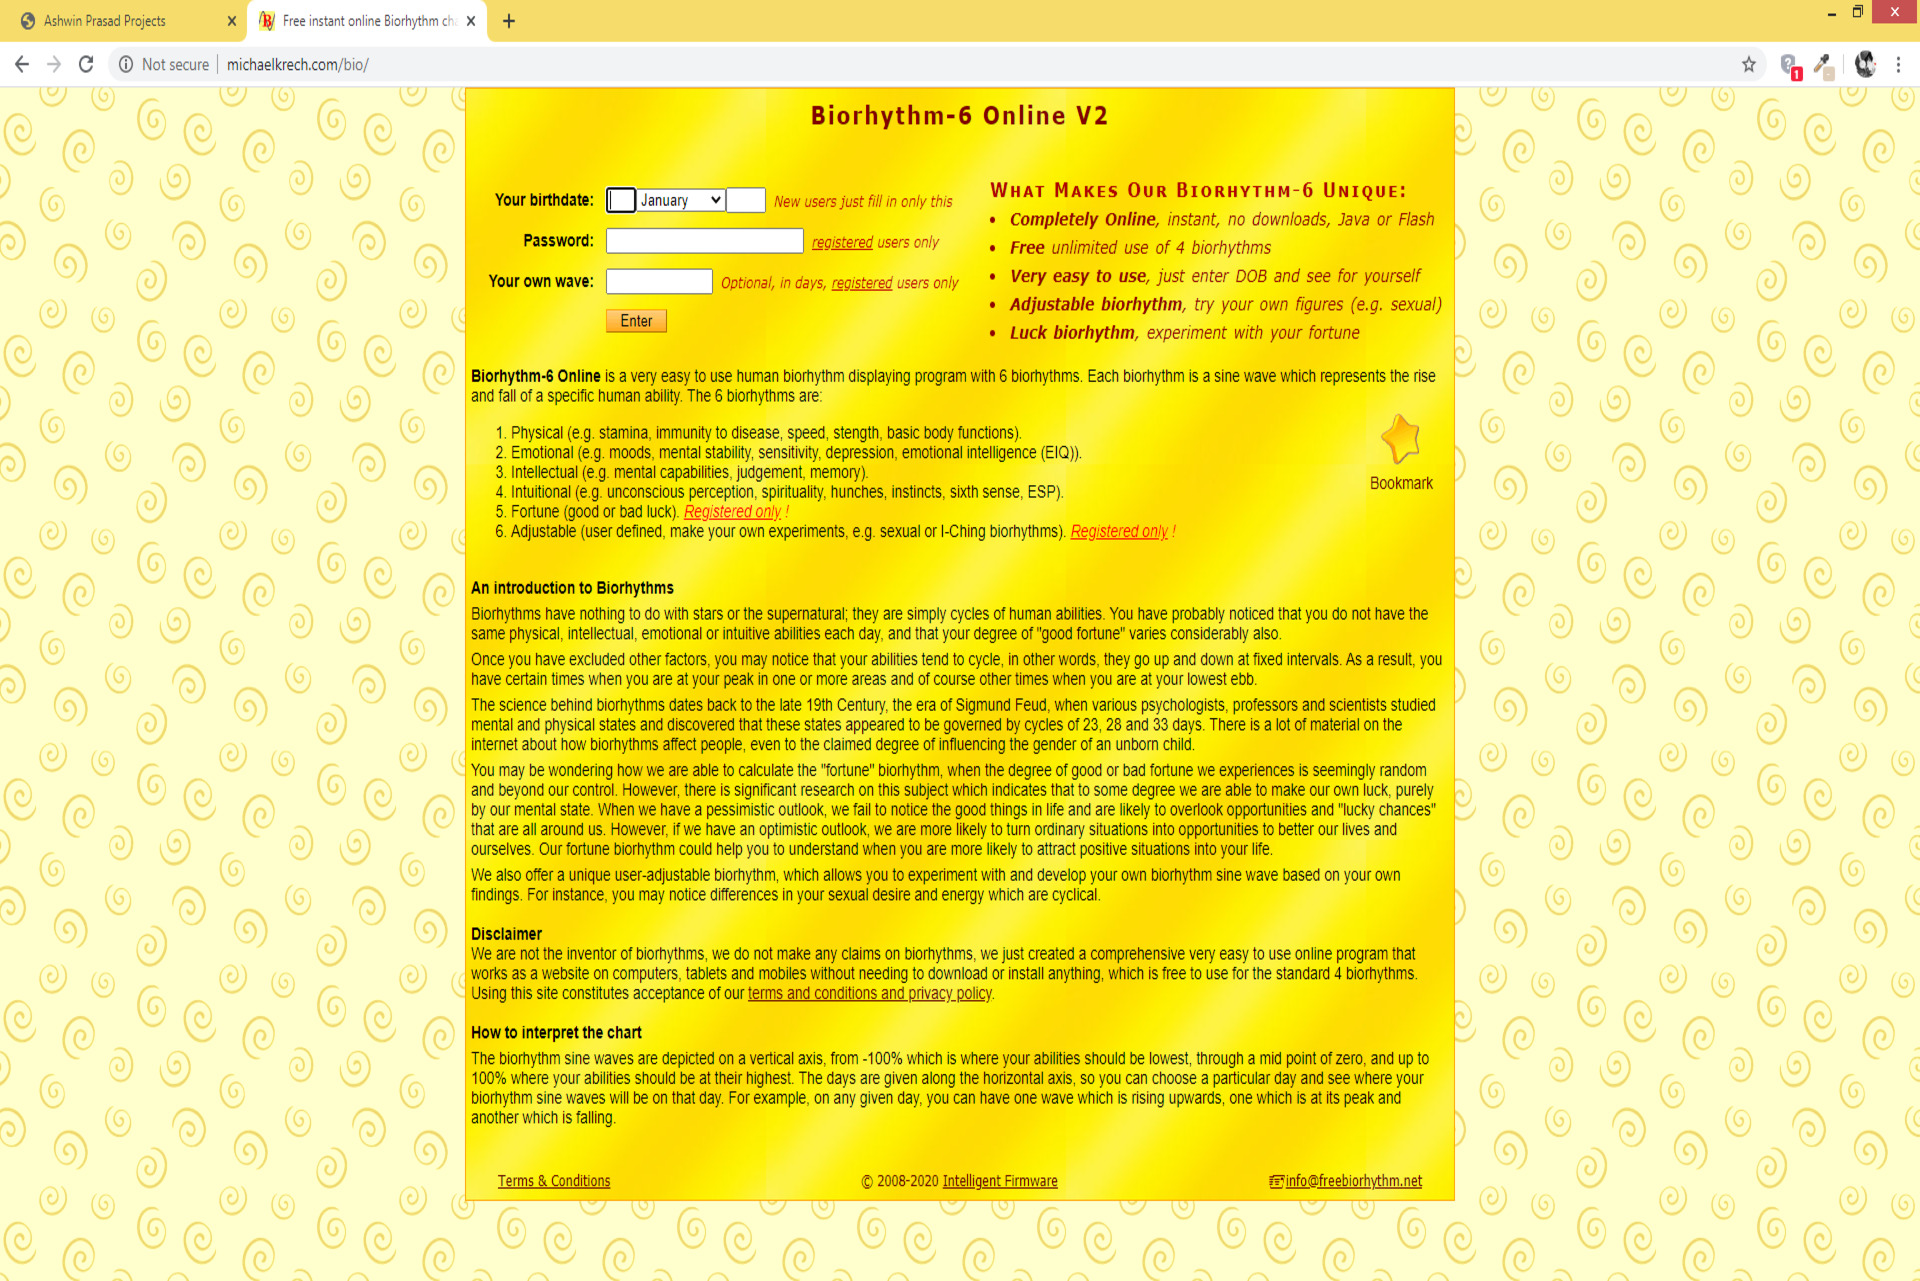 Ashwin Prasad Projects
Free instant online Biorhythm ch
Not secure
michaelkrech.com/bio/
1
Biorhythm-6 Online V2
Your birthdate:
January
New users just fill in only this
Password:
registered users only
Your own wave:
Optional, in days, registered users only
Enter
What Makes Our Biorhythm-6 Unique:
• Completely Online, instant, no downloads, Java or Flash
• Free unlimited use of 4 biorhythms
• Very easy to use, just enter DOB and see for yourself
• Adjustable biorhythm, try your own figures (e.g. sexual)
• Luck biorhythm, experiment with your fortune
Biorhythm-6 Online is a very easy to use human biorhythm displaying program with 6 biorhythms. Each biorhythm is a sine wave which represents the rise
and fall of a specific human ability. The 6 biorhythms are:
1. Physical (e.g. stamina, immunity to disease, speed, stength, basic body functions).
2. Emotional (e.g. moods, mental stability, sensitivity, depression, emotional intelligence (EIQ)).
3. Intellectual (e.g. mental capabilities, judgement, memory).
4. Intuitional (e.g. unconscious perception, spirituality, hunches, instincts, sixth sense, ESP).
5. Fortune (good or bad luck). Registered only !
6. Adjustable (user defined, make your own experiments, e.g. sexual or I-Ching biorhythms). Registered only !
Bookmark
An introduction to Biorhythms
Biorhythms have nothing to do with stars or the supernatural; they are simply cycles of human abilities. You have probably noticed that you do not have the
same physical, intellectual, emotional or intuitive abilities each day, and that your degree of "good fortune" varies considerably also.
Once you have excluded other factors, you may notice that your abilities tend to cycle, in other words, they go up and down at fixed intervals. As a result, you
have certain times when you are at your peak in one or more areas and of course other times when you are at your lowest ebb.
The science behind biorhythms dates back to the late 19th Century, the era of Sigmund Feud, when various psychologists, professors and scientists studied
mental and physical states and discovered that these states appeared to be governed by cycles of 23, 28 and 33 days. There is a lot of material on the
internet about how biorhythms affect people, even to the claimed degree of influencing the gender of an unborn child.
You may be wondering how we are able to calculate the "fortune" biorhythm, when the degree of good or bad fortune we experiences is seemingly random
and beyond our control. However, there is significant research on this subject which indicates that to some degree we are able to make our own luck, purely
by our mental state. When we have a pessimistic outlook, we fail to notice the good things in life and are likely to overlook opportunities and "lucky chances"
that are all around us. However, if we have an optimistic outlook, we are more likely to turn ordinary situations into opportunities to better our lives and
ourselves. Our fortune biorhythm could help you to understand when you are more likely to attract positive situations into your life.
We also offer a unique user-adjustable biorhythm, which allows you to experiment with and develop your own biorhythm sine wave based on your own
findings. For instance, you may notice differences in your sexual desire and energy which are cyclical.
Disclaimer
We are not the inventor of biorhythms, we do not make any claims on biorhythms, we just created a comprehensive very easy to use online program that
works as a website on computers, tablets and mobiles without needing to download or install anything, which is free to use for the standard 4 biorhythms.
Using this site constitutes acceptance of our terms and conditions and privacy policy.
How to interpret the chart
The biorhythm sine waves are depicted on a vertical axis, from -100% which is where your abilities should be lowest, through a mid point of zero, and up to
100% where your abilities should be at their highest. The days are given along the horizontal axis, so you can choose a particular day and see where your
biorhythm sine waves will be on that day. For example, on any given day, you can have one wave which is rising upwards, one which is at its peak and
another which is falling.
Terms & Conditions
© 2008-2020 Intelligent Firmware
info@freebiorhythm.net